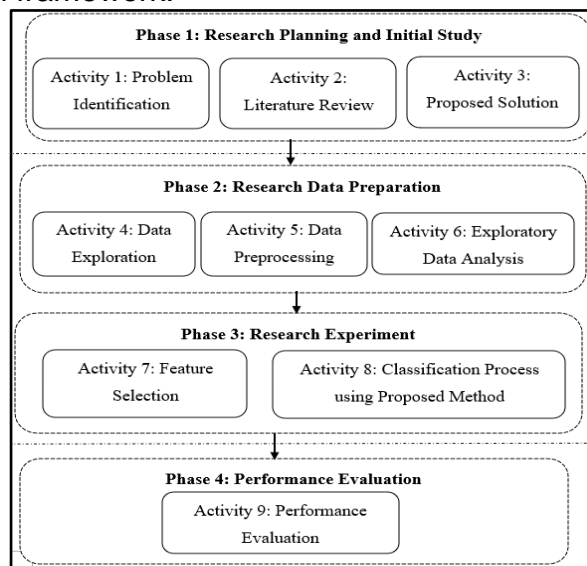 Phase 1: Research Planning and Initial Study
Activity 1: Problem
Identification
Activity 2:
Literature Review
Activity 3:
Proposed Solution
Phase 2: Research Data Preparation
Activity 4: Data
Exploration
Activity 5: Data
Preprocessing
Activity 6: Exploratory
Data Analysis
Phase 3: Research Experiment
Activity 7: Feature
Selection
Activity 8: Classification Process
using Proposed Method
Phase 4: Performance Evaluation
Activity 9: Performance
Evaluation